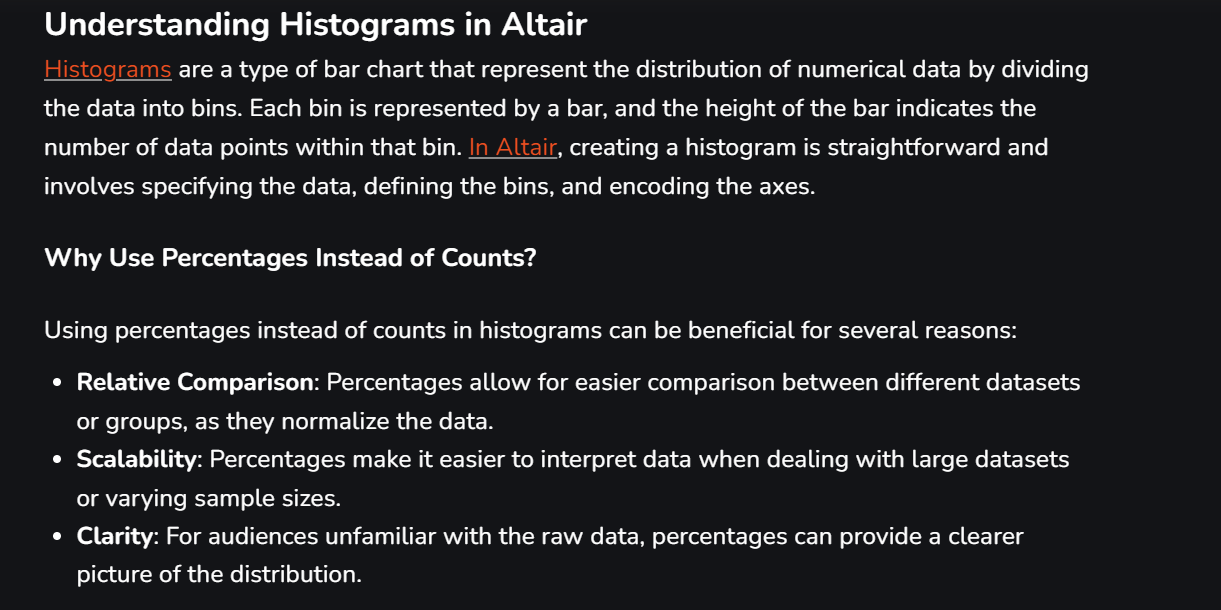 Understanding Histograms in Altair
Histograms are a type of bar chart that represent the distribution of numerical data by dividing
the data into bins. Each bin is represented by a bar, and the height of the bar indicates the
number of data points within that bin. In Altair, creating a histogram is straightforward and
involves specifying the data, defining the bins, and encoding the axes.
Why Use Percentages Instead of Counts?
Using percentages instead of counts in histograms can be beneficial for several reasons:
• Relative Comparison: Percentages allow for easier comparison between different datasets
or groups, as they normalize the data.
• Scalability: Percentages make it easier to interpret data when dealing with large datasets
or varying sample sizes.
• Clarity: For audiences unfamiliar with the raw data, percentages can provide a clearer
picture of the distribution.